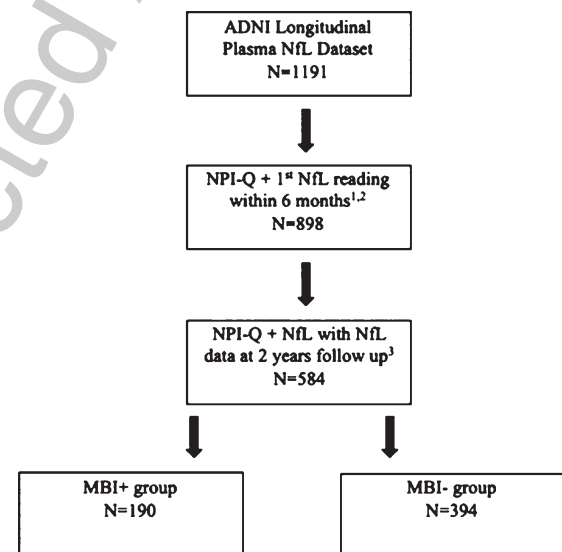 ADNI Longitudinal
Plasma NfL Dataset
N=1191
NPI-Q + 1st NfL reading
within 6 months1,2
N=898
NPI-Q + NfL with NfL
data at 2 years follow up3
N=584
MBI+ group
N=190
MBI- group
N=394